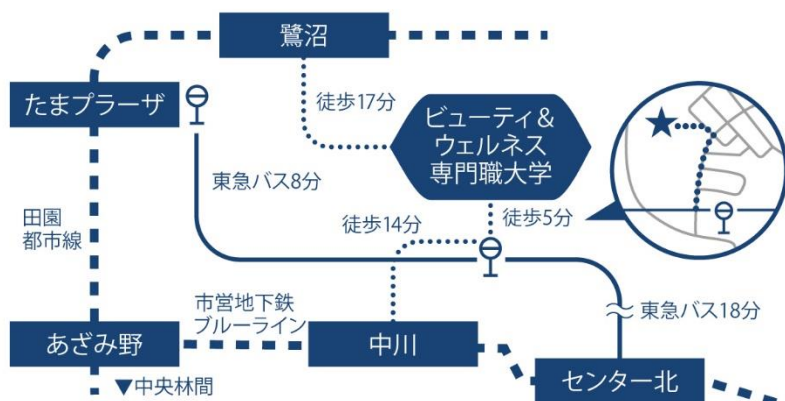 鷺沼
たまプラーザ
徒歩17分
ビューティ&
ウェルネス
専門職大学
東急バス8分
田園
都市線
徒歩14分
徒歩5分
市営地下鉄
ブルーライン
東急バス18分
あざみ野
中川
センター北
▼中央林間